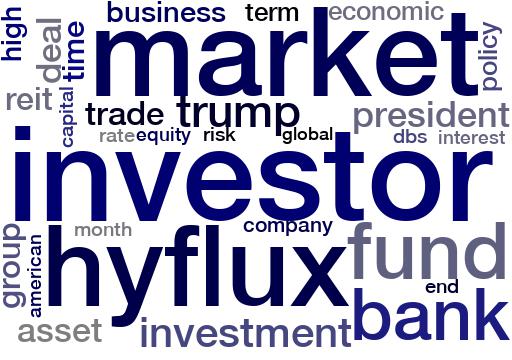 high
deal
time
business
term
economic
policy
market
reit
capital
trade
trump
president
rate
equity
risk
global
dbs
interest
investor
group
american
month
company
hyflux
fund
end
bank
asset
investment